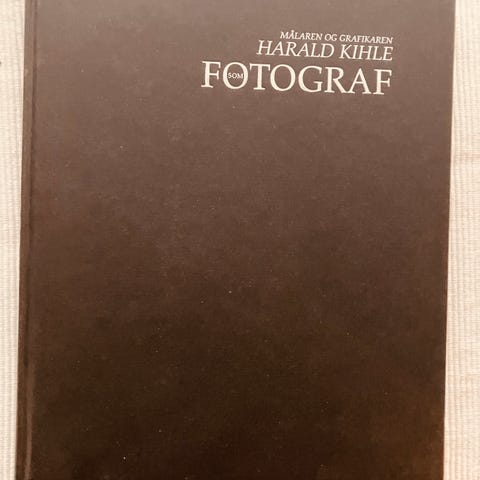 MÅLAREN OG GRAFIKAREN
HARALD KIHLE
SOM
FOTOGRAF